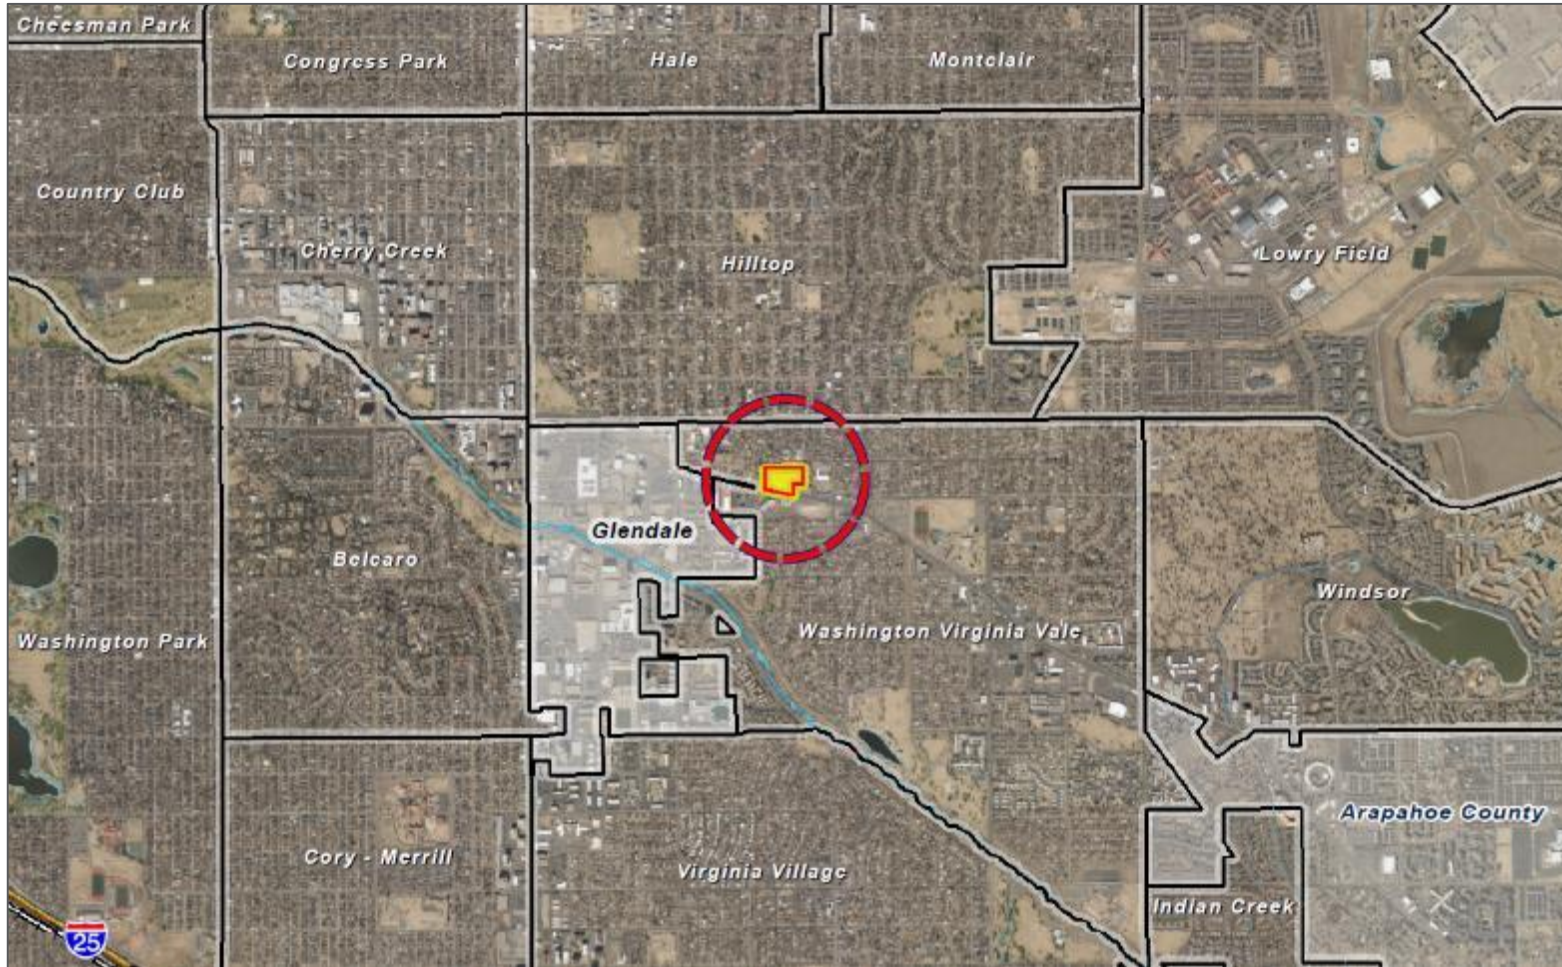 Cheesman Park
Congress Park
Hale
Montclair
Country Club
Cherry Creek
Hilltop
Lowry Field
Glendale
Belcaro
Windsor
Washington Park
Washington Virginia Vale
Arapahoe County
Cory - Merrill
Virginia Village
Indian Creek
25